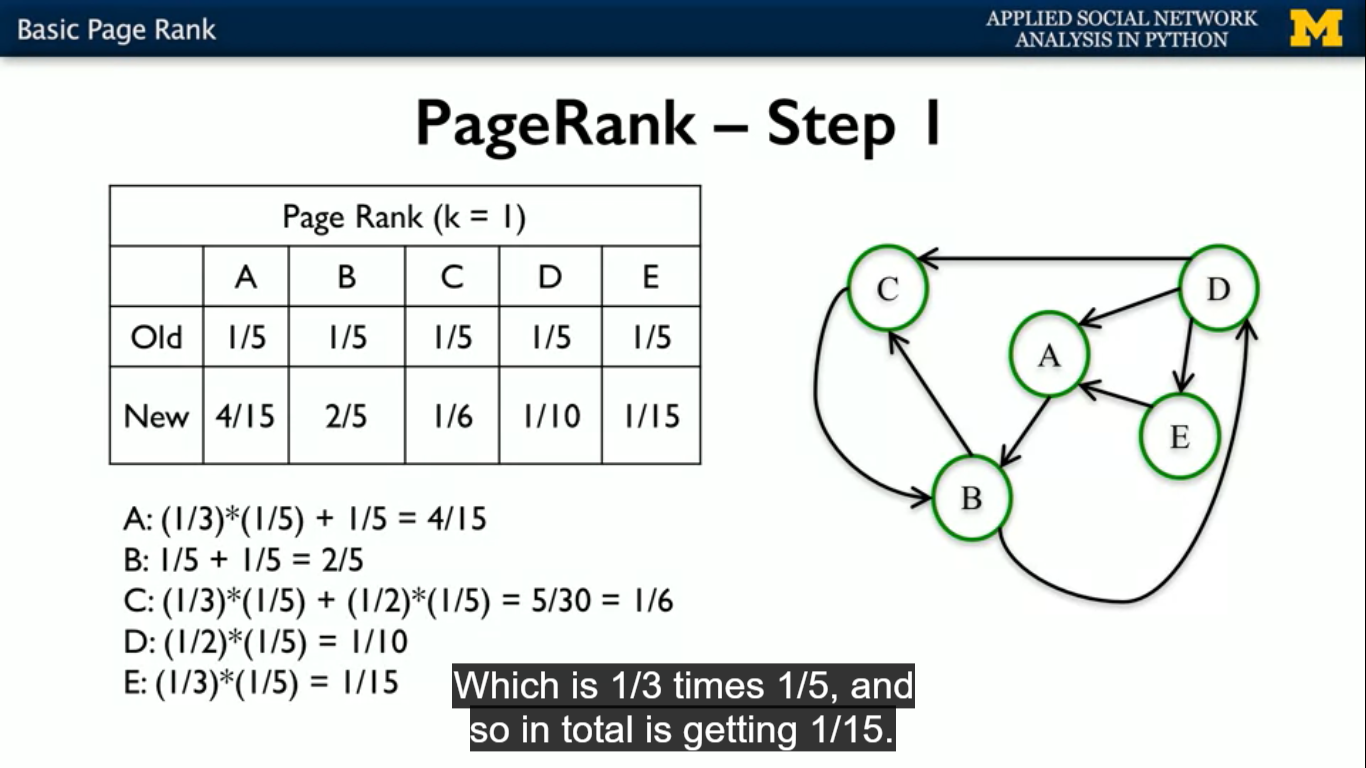 Basic Page Rank
APPLIED SOCIAL NETWORK
ANALYSIS IN PYTHON
M
PageRank – Step 1
Page Rank (k = 1)
A B C D E
Old 1/5 1/5 1/5 1/5 1/5
New 4/15 2/5 1/6 1/10 1/15
A: (1/3)*(1/5) + 1/5 = 4/15
B: 1/5 + 1/5 = 2/5
C: (1/3)*(1/5) + (1/2)*(1/5) = 5/30 = 1/6
D: (1/2)*(1/5) = 1/10
E: (1/3)*(1/5) = 1/15
C
D
A
E
B
Which is 1/3 times 1/5, and
so in total is getting 1/15.